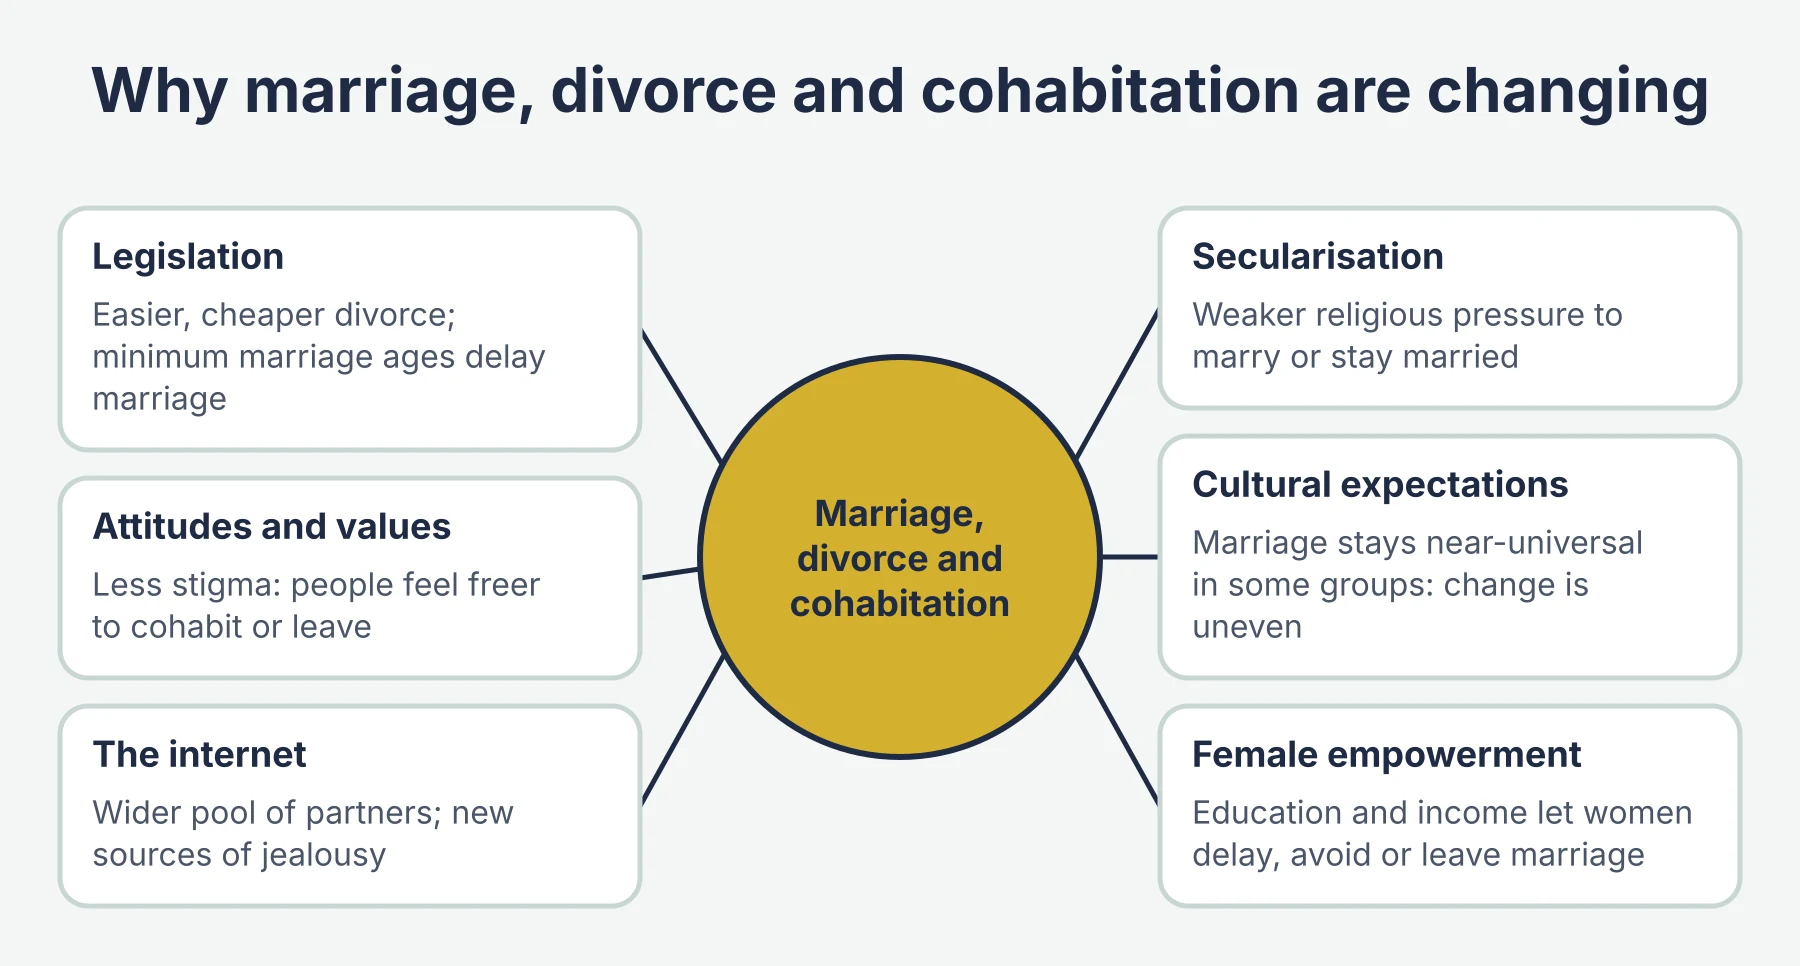 Why marriage, divorce and cohabitation are changing
Legislation
Easier, cheaper divorce;
minimum marriage ages delay
marriage
Attitudes and values
Less stigma: people feel freer
to cohabit or leave
The internet
Wider pool of partners; new
sources of jealousy
Marriage,
divorce and
cohabitation
Secularisation
Weaker religious pressure to
marry or stay married
Cultural expectations
Marriage stays near-universal
in some groups: change is
uneven
Female empowerment
Education and income let women
delay, avoid or leave marriage